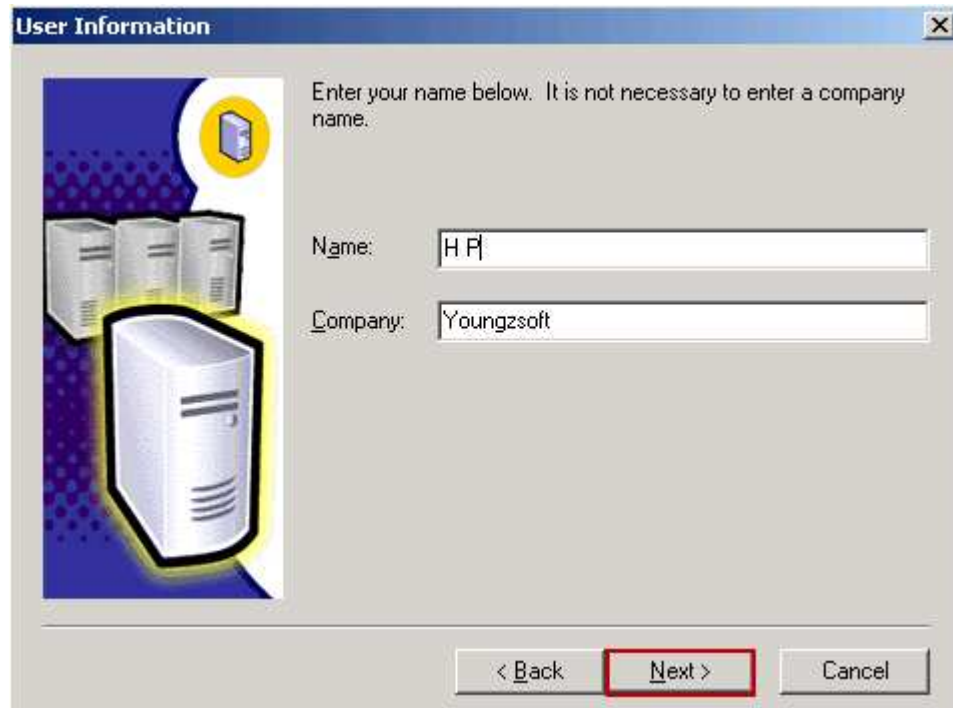 User Information
Enter your name below. It is not necessary to enter a company
name.
Name: H P
Company: Youngzsoft
< Back Next > Cancel